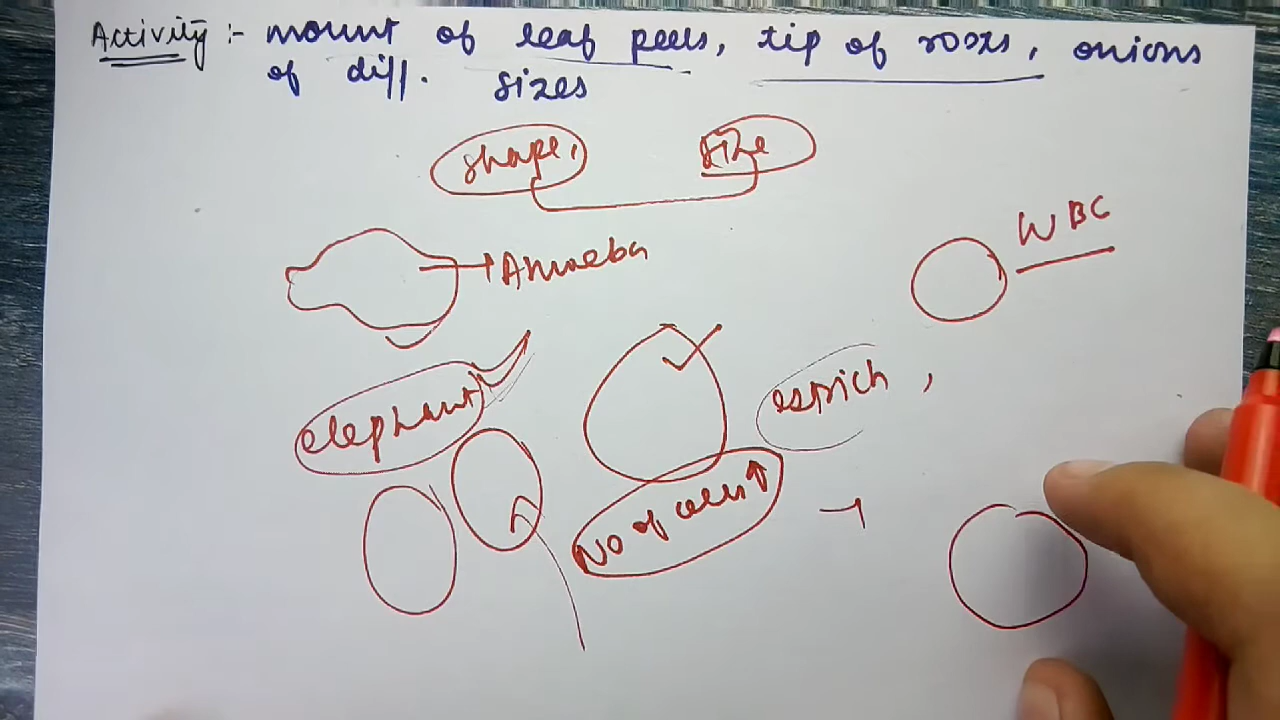 Activity :- mount of leaf peels, tip of roots, onions
of diff. sizes
shape, size
Amoeba
WBC
elephant
estrich ,
No of cells ↑